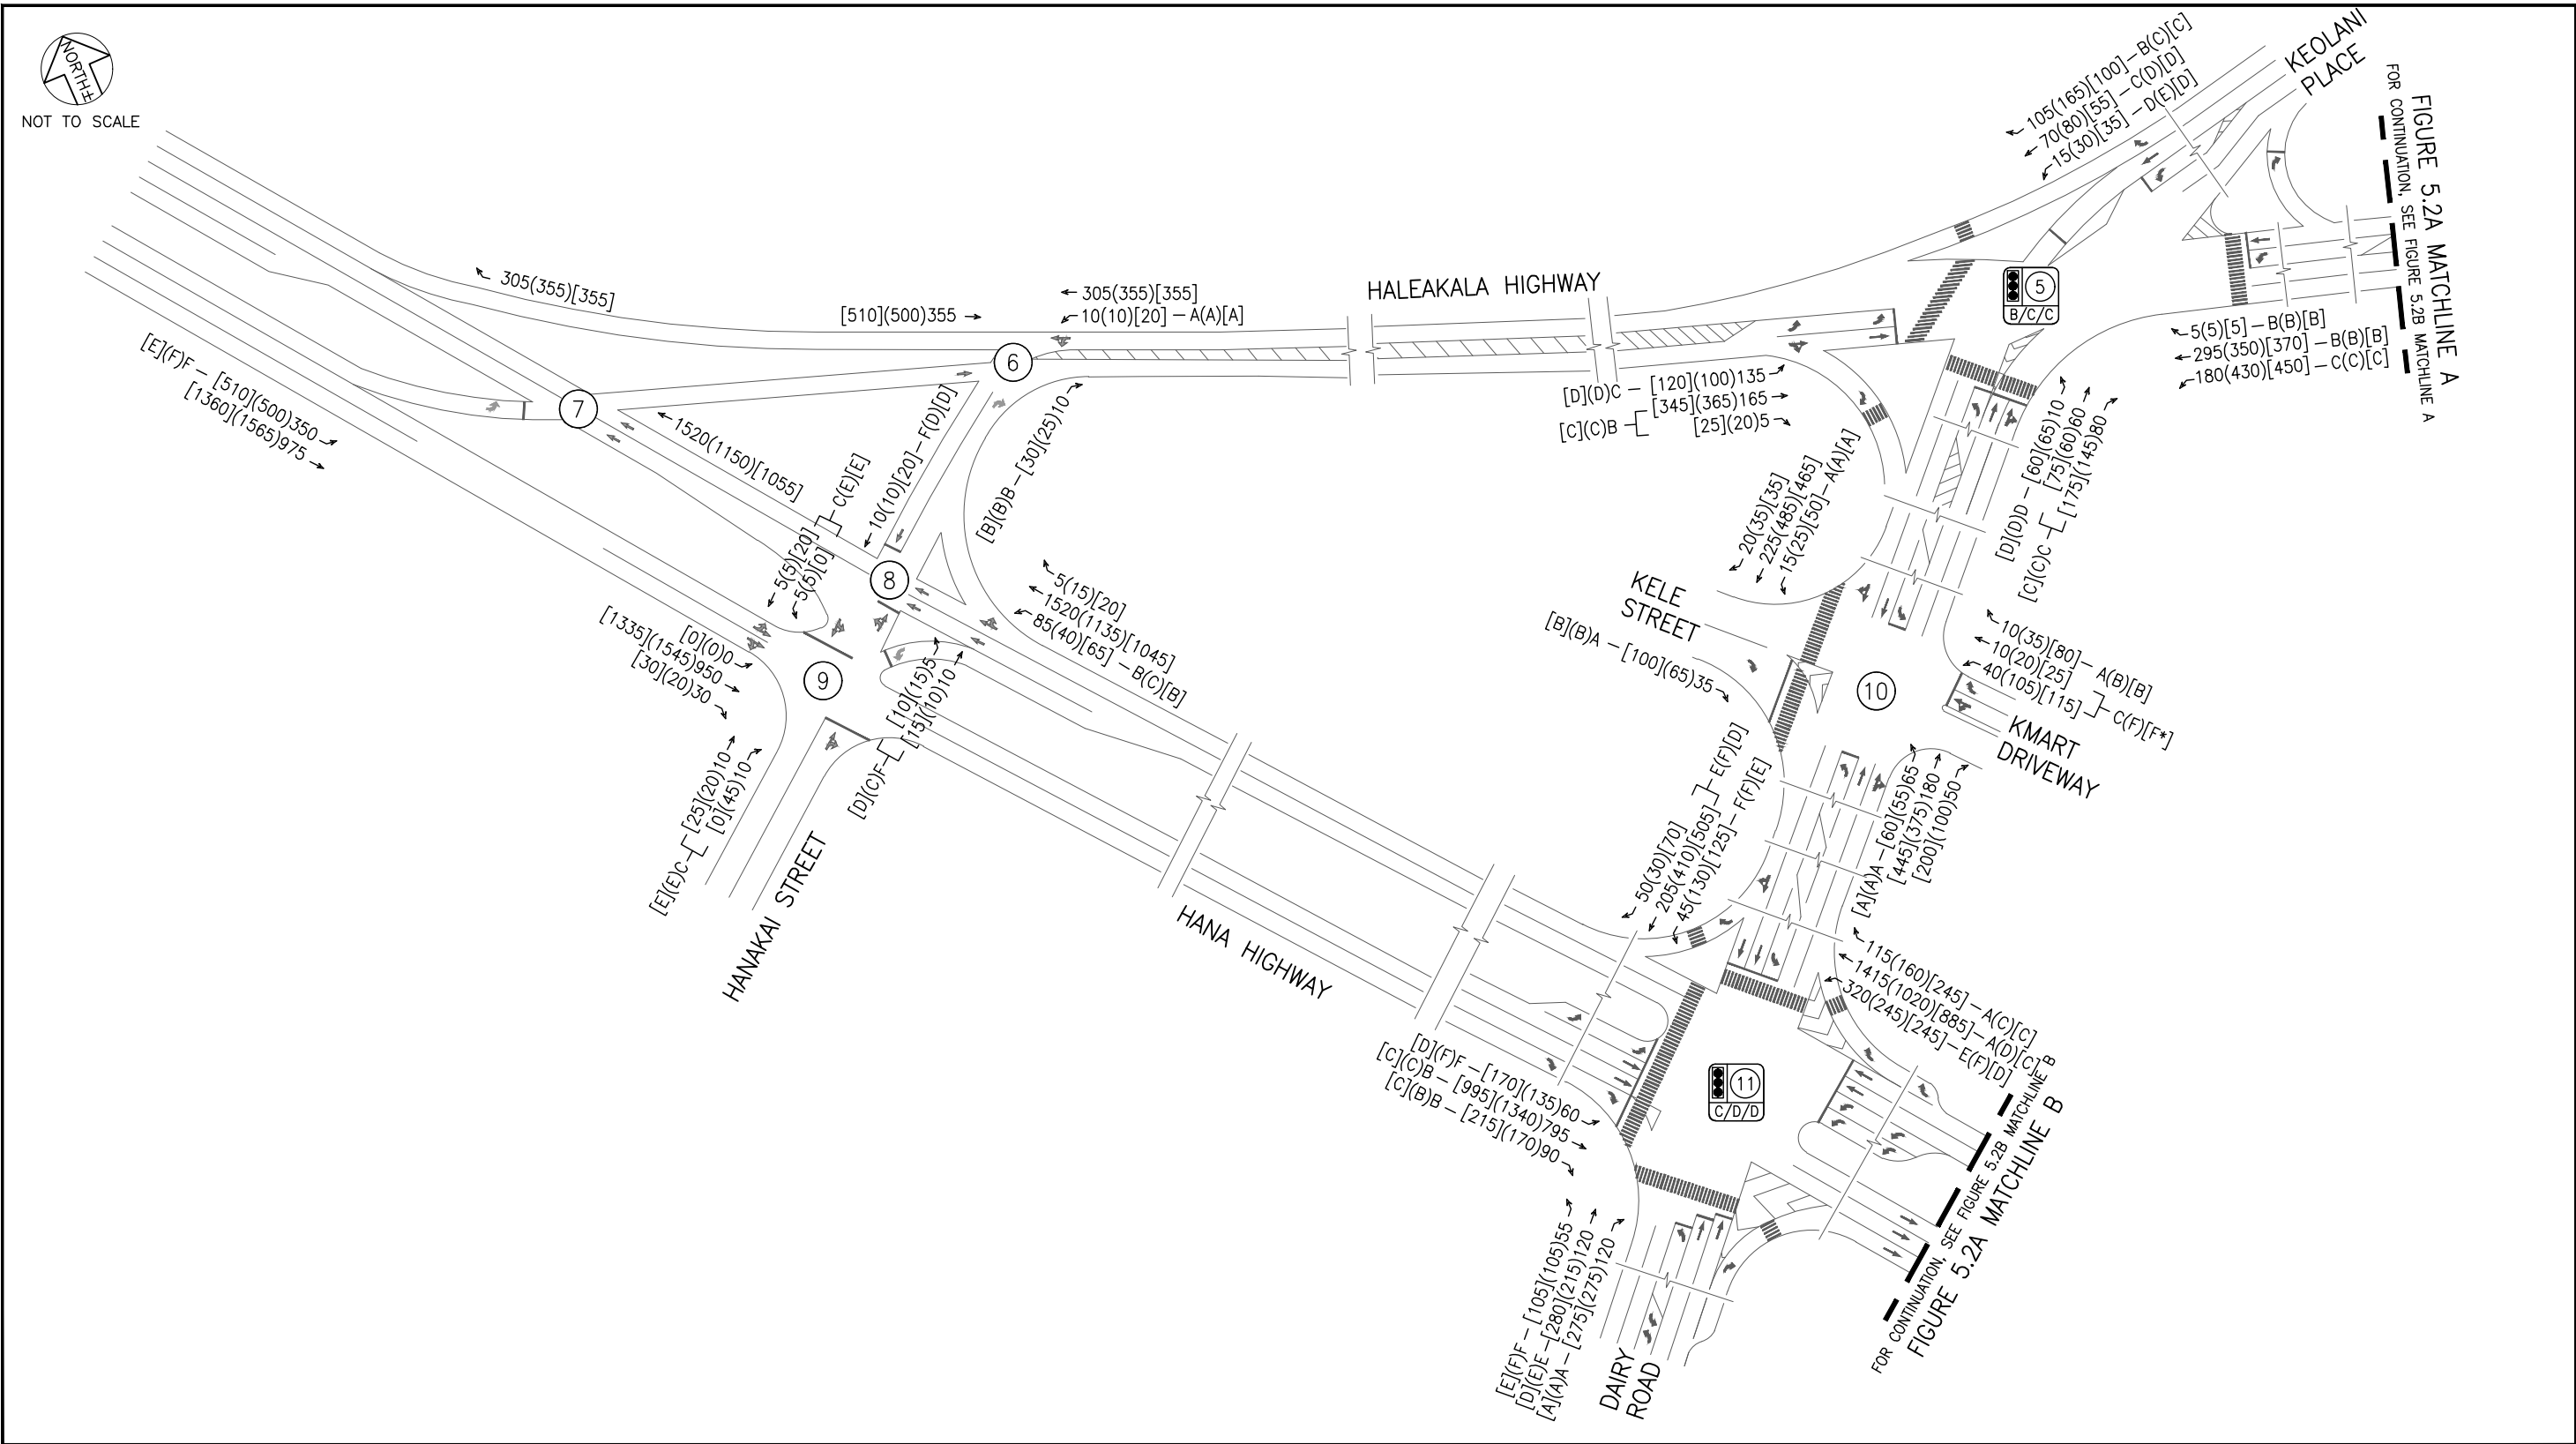 NORTH
NOT TO SCALE
305(355)[355]
[510](500)355
305(355)[355]
10(10)[20] – A(A)[A]
HALEAKALA HIGHWAY
105(165)[100] – B(C)[C]
70(80)[55] – C(D)[D]
15(30)[35] – D(E)[D]
KEOLANI
PLACE
FIGURE 5.2A MATCHLINE A
FOR CONTINUATION, SEE FIGURE 5.2B MATCHLINE A
5
B/C/C
5(5)[5] – B(B)[B]
295(350)[370] – B(B)[B]
180(430)[450] – C(C)[C]
[E](F)F – [510](500)350
[1360](1565)975
6
7
1520(1150)[1055]
10(10)[20] – F(D)[D]
[B](B)B – [30](25)10
[D](D)C – [120](100)135
[C](C)B
[345](365)165
[25](20)5
[D](D)D – [60](65)10
[75](60)60
[175](145)80
[C](C)C
20(35)[35]
225(485)[465]
15(25)[50] – A(A)[A]
5(5)[20]
5(5)[0]
C(E)[E]
8
5(15)[20]
1520(1135)[1045]
85(40)[65] – B(C)[B]
[0](0)0
[1335](1545)950
[30](20)30
9
[10](15)5
[15](10)10
[D](C)F
[25](20)10
[0](45)10
[E](E)C
HANAKAI STREET
KELE
STREET
[B](B)A – [100](65)35
10
10(35)[80] – A(B)[B]
10(20)[25]
40(105)[115]
C(F)[F*]
KMART
DRIVEWAY
50(30)[70]
205(410)[505]
E(F)[D]
45(130)[125] – F(F)[E]
[A](A)A – [60](55)65
[445](375)180
[200](100)50
HANA HIGHWAY
115(160)[245] – A(C)[C]
1415(1020)[885] – A(D)[C]
320(245)[245] – E(F)[D]
[D](F)F – [170](135)60
[C](C)B – [995](1340)795
[C](B)B – [215](170)90
11
C/D/D
[E](F)F – [105](105)55
[D](E)E – [280](215)120
[A](A)A – [275](275)120
DAIRY
ROAD
FOR CONTINUATION, SEE FIGURE 5.2B MATCHLINE B
FIGURE 5.2A MATCHLINE B